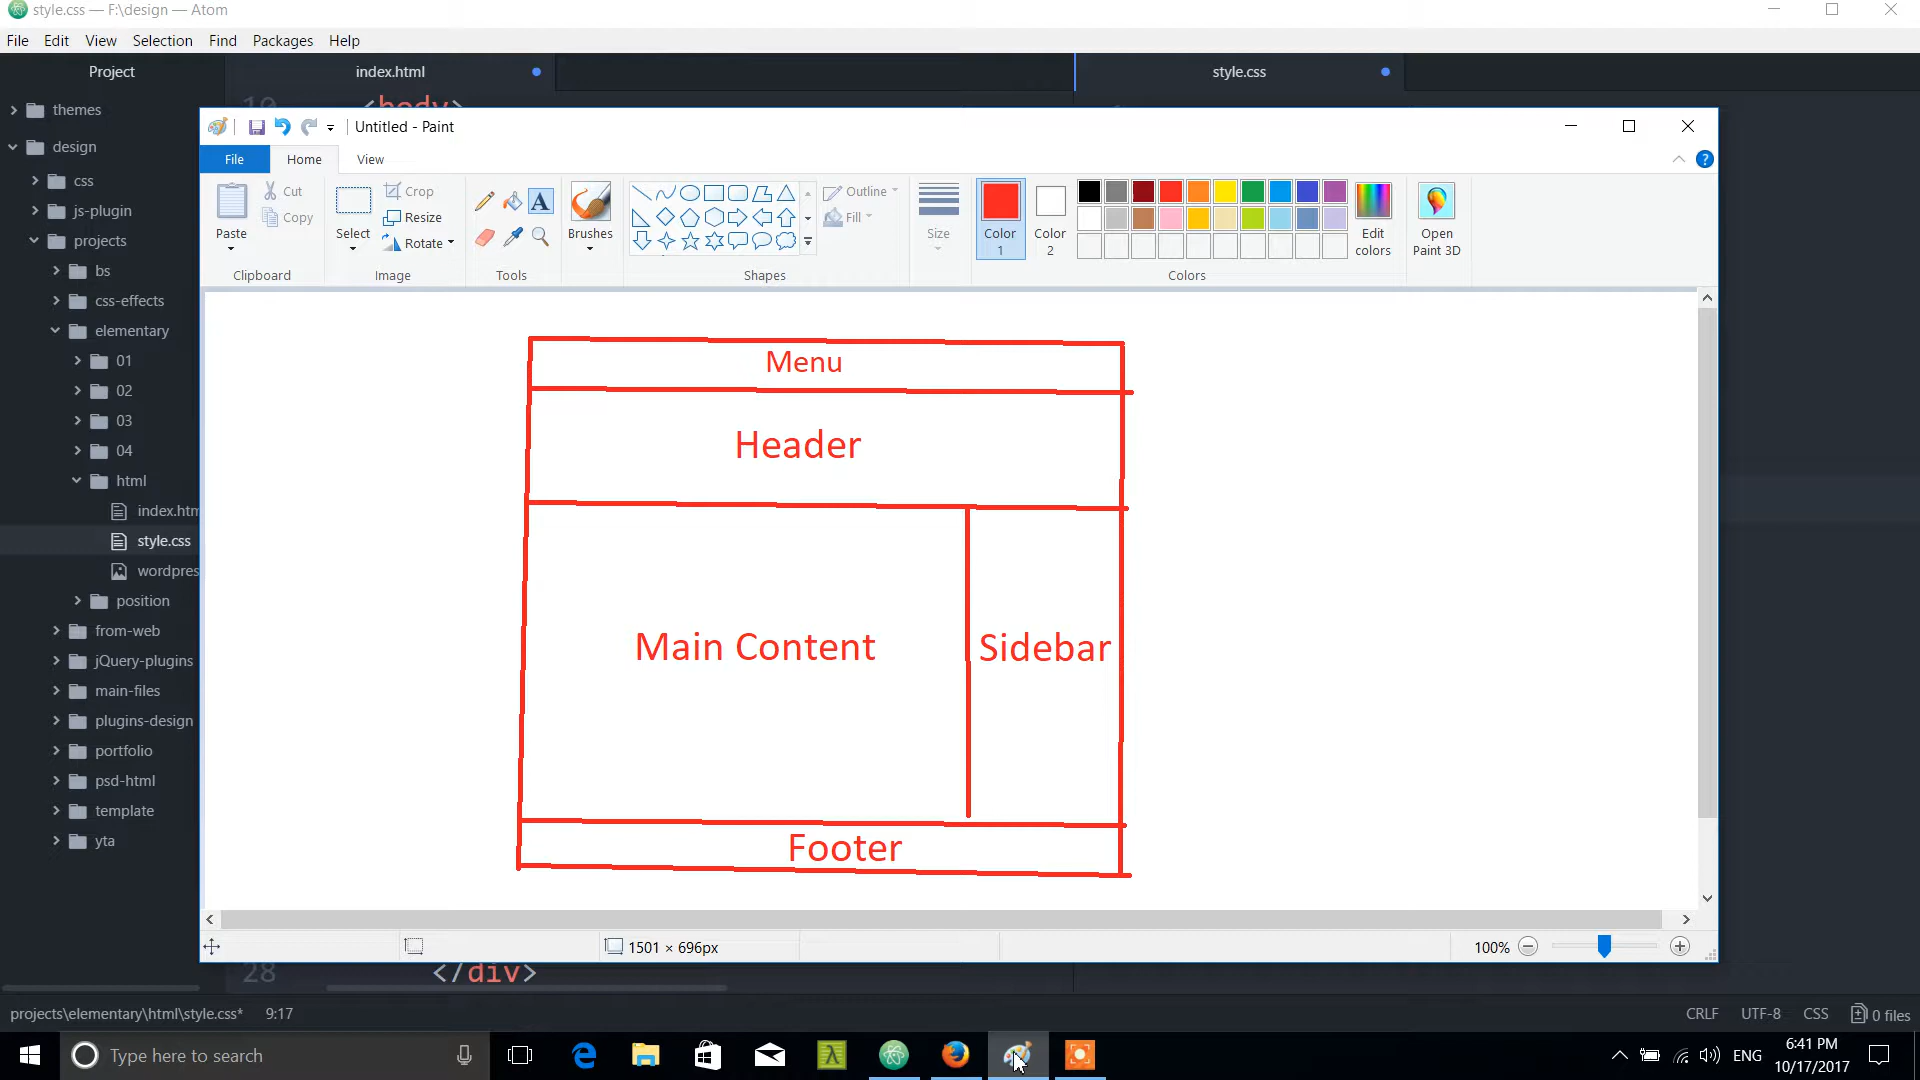 style.css — F:\design — Atom
File Edit View Selection Find Packages Help
Project
index.html
style.css
themes
design
css
js-plugin
projects
bs
css-effects
elementary
01
02
03
04
html
index.htm
style.css
wordpres
position
from-web
jQuery-plugins
main-files
plugins-design
portfolio
psd-html
template
yta
<body>
Untitled - Paint
File Home View
Paste
Cut
Copy
Clipboard
Select
Crop
Resize
Rotate
Image
A
Tools
Brushes
Outline
Fill
Shapes
Size
Color 1
Color 2
Edit colors
Colors
Open Paint 3D
Menu
Header
Main Content
Sidebar
Footer
1501 × 696px
100%
28 </div>
projects\elementary\html\style.css* 9:17
CRLF UTF-8 CSS 0 files
Type here to search
ENG
6:41 PM
10/17/2017